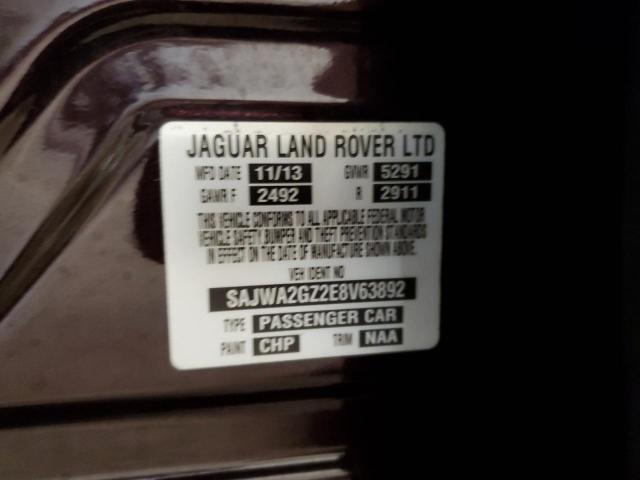 JAGUAR LAND ROVER LTD
MFD DATE 11/13 GVWR 5291
GAWR F 2492 R 2911
THIS VEHICLE CONFORMS TO ALL APPLICABLE FEDERAL MOTOR
VEHICLE SAFETY, BUMPER AND THEFT PREVENTION STANDARDS
IN EFFECT ON THE DATE OF MANUFACTURE SHOWN ABOVE.
VEH IDENT NO
SAJWA2GZ2E8V63892
TYPE PASSENGER CAR
PAINT CHP TRIM NAA